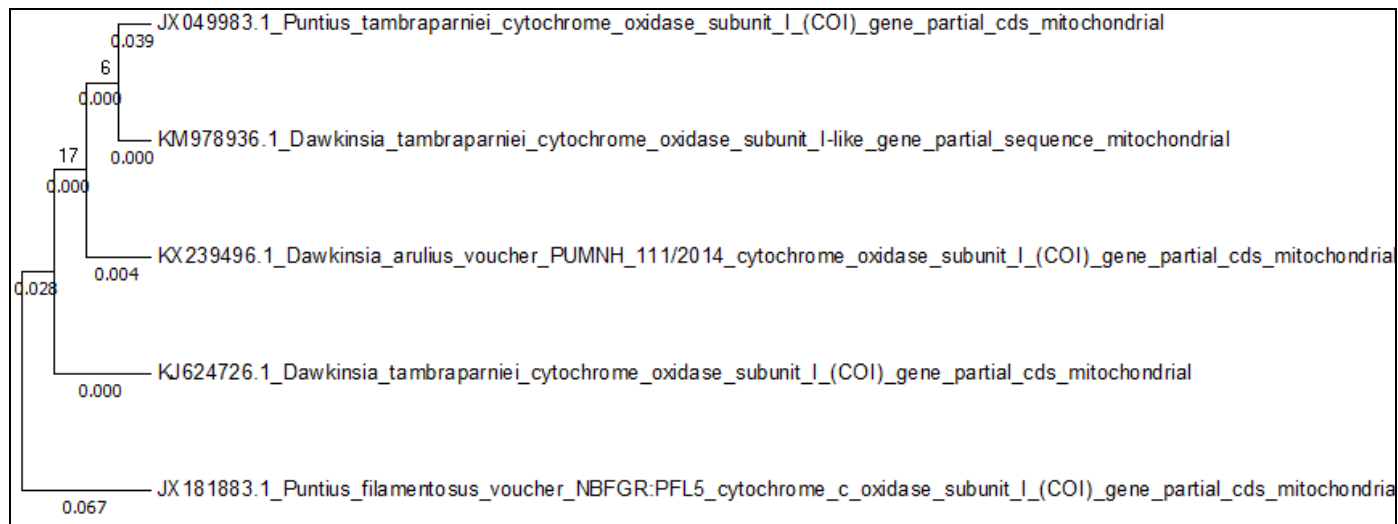 JX049983.1_Puntius_tambraparniei_cytochrome_oxidase_subunit_I_(COI)_gene_partial_cds_mitochondrial
0.039
6
0.000
KM978936.1_Dawkinsia_tambraparniei_cytochrome_oxidase_subunit_I-like_gene_partial_sequence_mitochondrial
0.000
17
0.000
KX239496.1_Dawkinsia_arulius_voucher_PUMNH_111/2014_cytochrome_oxidase_subunit_I_(COI)_gene_partial_cds_mitochondrial
0.004
0.028
KJ624726.1_Dawkinsia_tambraparniei_cytochrome_oxidase_subunit_I_(COI)_gene_partial_cds_mitochondrial
0.000
JX181883.1_Puntius_filamentosus_voucher_NBFGR:PFL5_cytochrome_c_oxidase_subunit_I_(COI)_gene_partial_cds_mitochondria
0.067